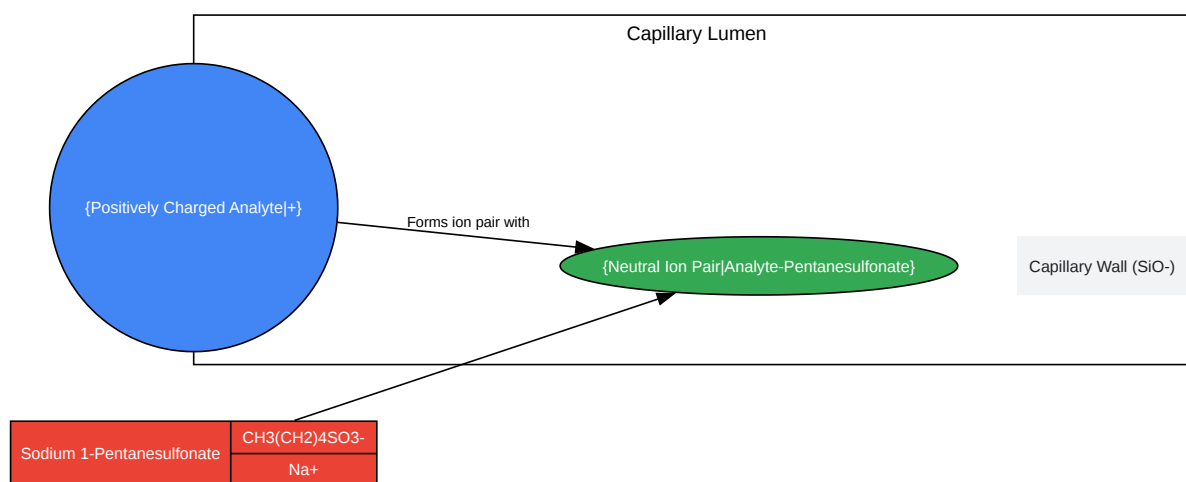 Capillary Lumen
{Positively Charged Analyte|+}
Forms ion pair with
{Neutral Ion Pair|Analyte-Pentanesulfonate}
Capillary Wall (SiO-)
Sodium 1-Pentanesulfonate
CH3(CH2)4SO3-
Na+